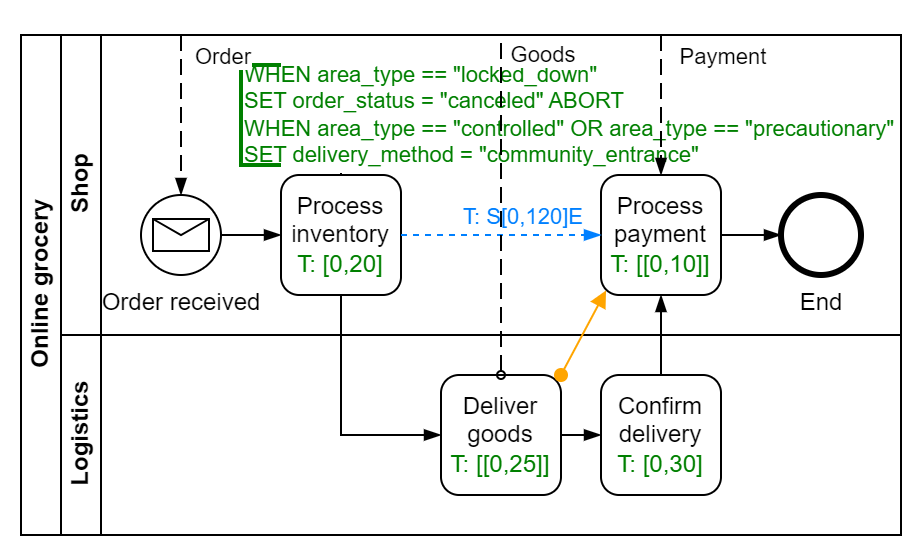 Order
Goods
Payment
WHEN area_type == "locked_down"
SET order_status = "canceled" ABORT
WHEN area_type == "controlled" OR area_type == "precautionary"
SET delivery_method = "community_entrance"
Online grocery
Shop
Order received
Process
inventory
T: [0,20]
T: S[0,120]E
Process
payment
T: [[0,10]]
End
Logistics
Deliver
goods
T: [[0,25]]
Confirm
delivery
T: [0,30]